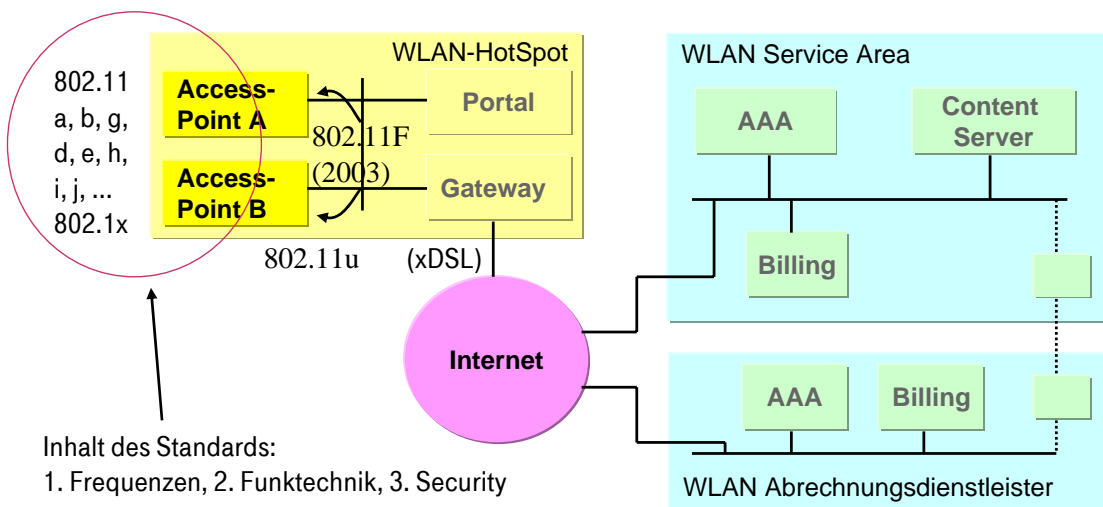 WLAN-HotSpot
802.11
a, b, g,
d, e, h,
i, j, ...
802.1x
Access-
Point A
Access-
Point B
802.11F
(2003)
Portal
Gateway
802.11u
(xDSL)
Internet
WLAN Service Area
AAA
Content
Server
Billing
AAA
Billing
WLAN Abrechnungsdienstleister
Inhalt des Standards:
1. Frequenzen, 2. Funktechnik, 3. Security